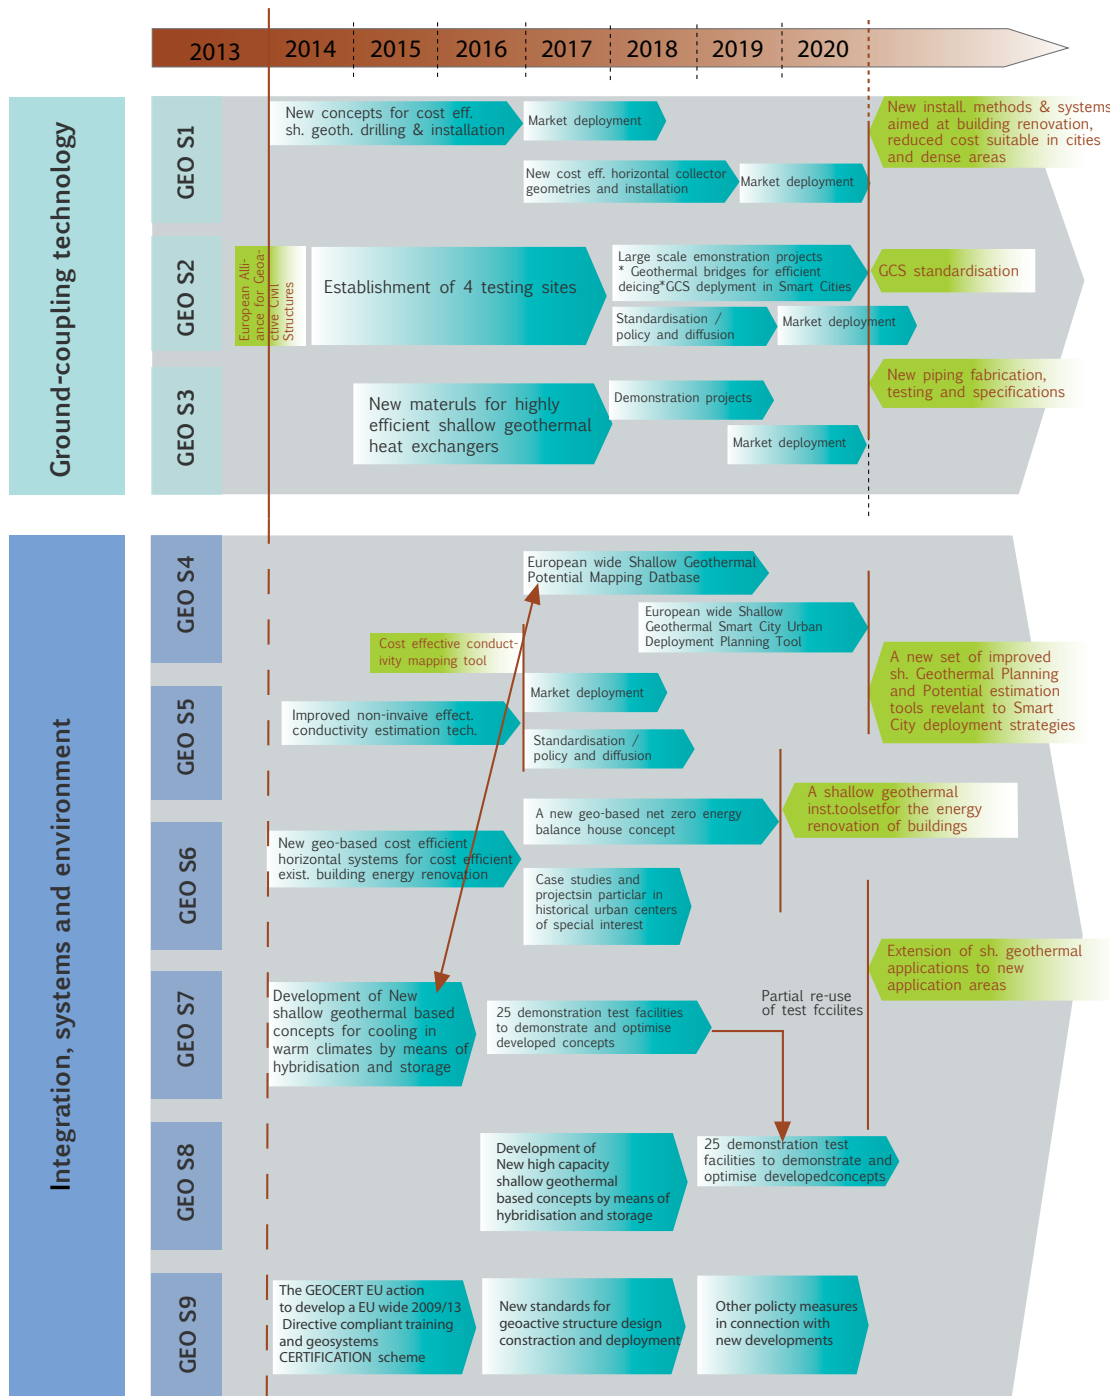 2013 2014 2015 2016 2017 2018 2019 2020
Ground-coupling technology
GEO S1
New concepts for cost eff.
sh. geoth. drilling & installation
Market deployment
New cost eff. horizontal collector
geometries and installation
Market deployment
New install. methods & systems
aimed at building renovation,
reduced cost suitable in cities
and dense areas
GEO S2
European Alli-
ance for Geoa-
ctive Civil
Structures
Establishment of 4 testing sites
Large scale emonstration projects
* Geothermal bridges for efficient
deicing*GCS deplyment in Smart Cities
Standardisation /
policy and diffusion
Market deployment
GCS standardisation
GEO S3
New materuls for highly
efficient shallow geothermal
heat exchangers
Demonstration projects
Market deployment
New piping fabrication,
testing and specifications
Integration, systems and environment
GEO S4
European wide Shallow Geothermal
Potential Mapping Datbase
European wide Shallow
Geothermal Smart City Urban
Deployment Planning Tool
Cost effective conduct-
ivity mapping tool
A new set of improved
sh. Geothermal Planning
and Potential estimation
tools revelant to Smart
City deployment strategies
GEO S5
Improved non-invaive effect.
conductivity estimation tech.
Market deployment
Standardisation /
policy and diffusion
A shallow geothermal
inst.toolsetfor the energy
renovation of buildings
GEO S6
New geo-based cost efficient
horizontal systems for cost efficient
exist. building energy renovation
A new geo-based net zero energy
balance house concept
Case studies and
projectsin particlar in
historical urban centers
of special interest
Extension of sh. geothermal
applications to new
application areas
GEO S7
Development of New
shallow geothermal based
concepts for cooling in
warm climates by means of
hybridisation and storage
25 demonstration test facilities
to demonstrate and optimise
developed concepts
Partial re-use
of test fccilites
GEO S8
Development of
New high capacity
shallow geothermal
based concepts by means of
hybridisation and storage
25 demonstration test
facilities to demonstrate and
optimise developedconcepts
GEO S9
The GEOCERT EU action
to develop a EU wide 2009/13
Directive compliant training
and geosystems
CERTIFICATION scheme
New standards for
geoactive structure design
constraction and deployment
Other policty measures
in connection with
new developments